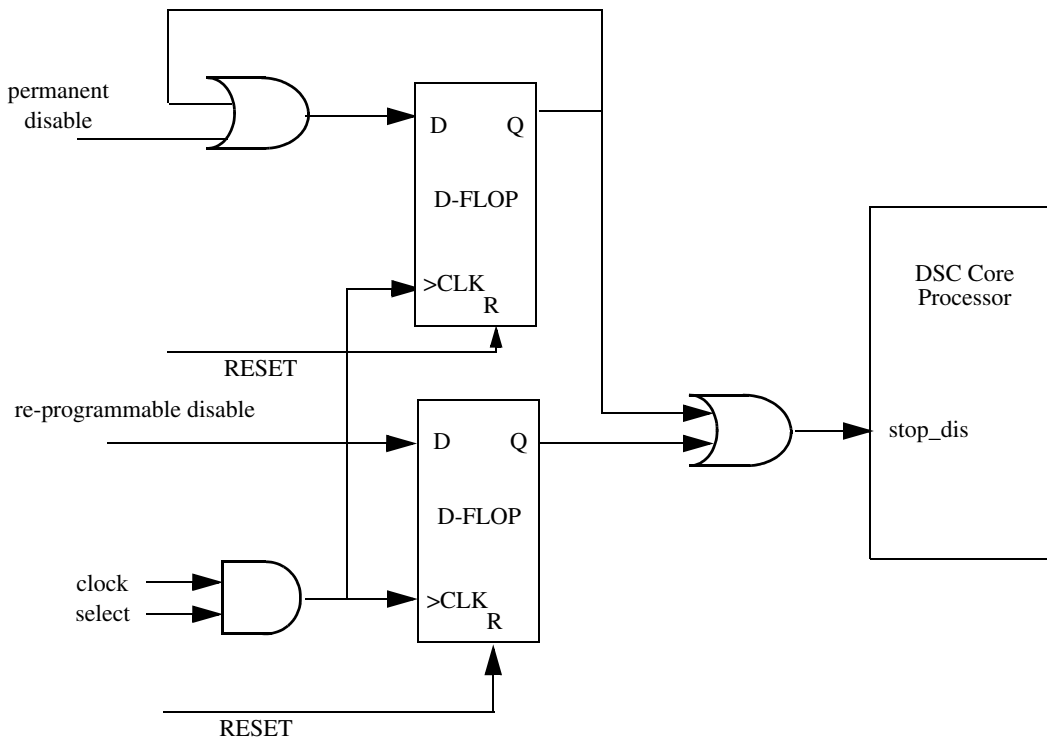 permanent
disable
D Q
D-FLOP
>CLK
R
RESET
DSC Core
Processor
re-programmable disable
D Q
stop_dis
D-FLOP
clock
select
>CLK
R
RESET